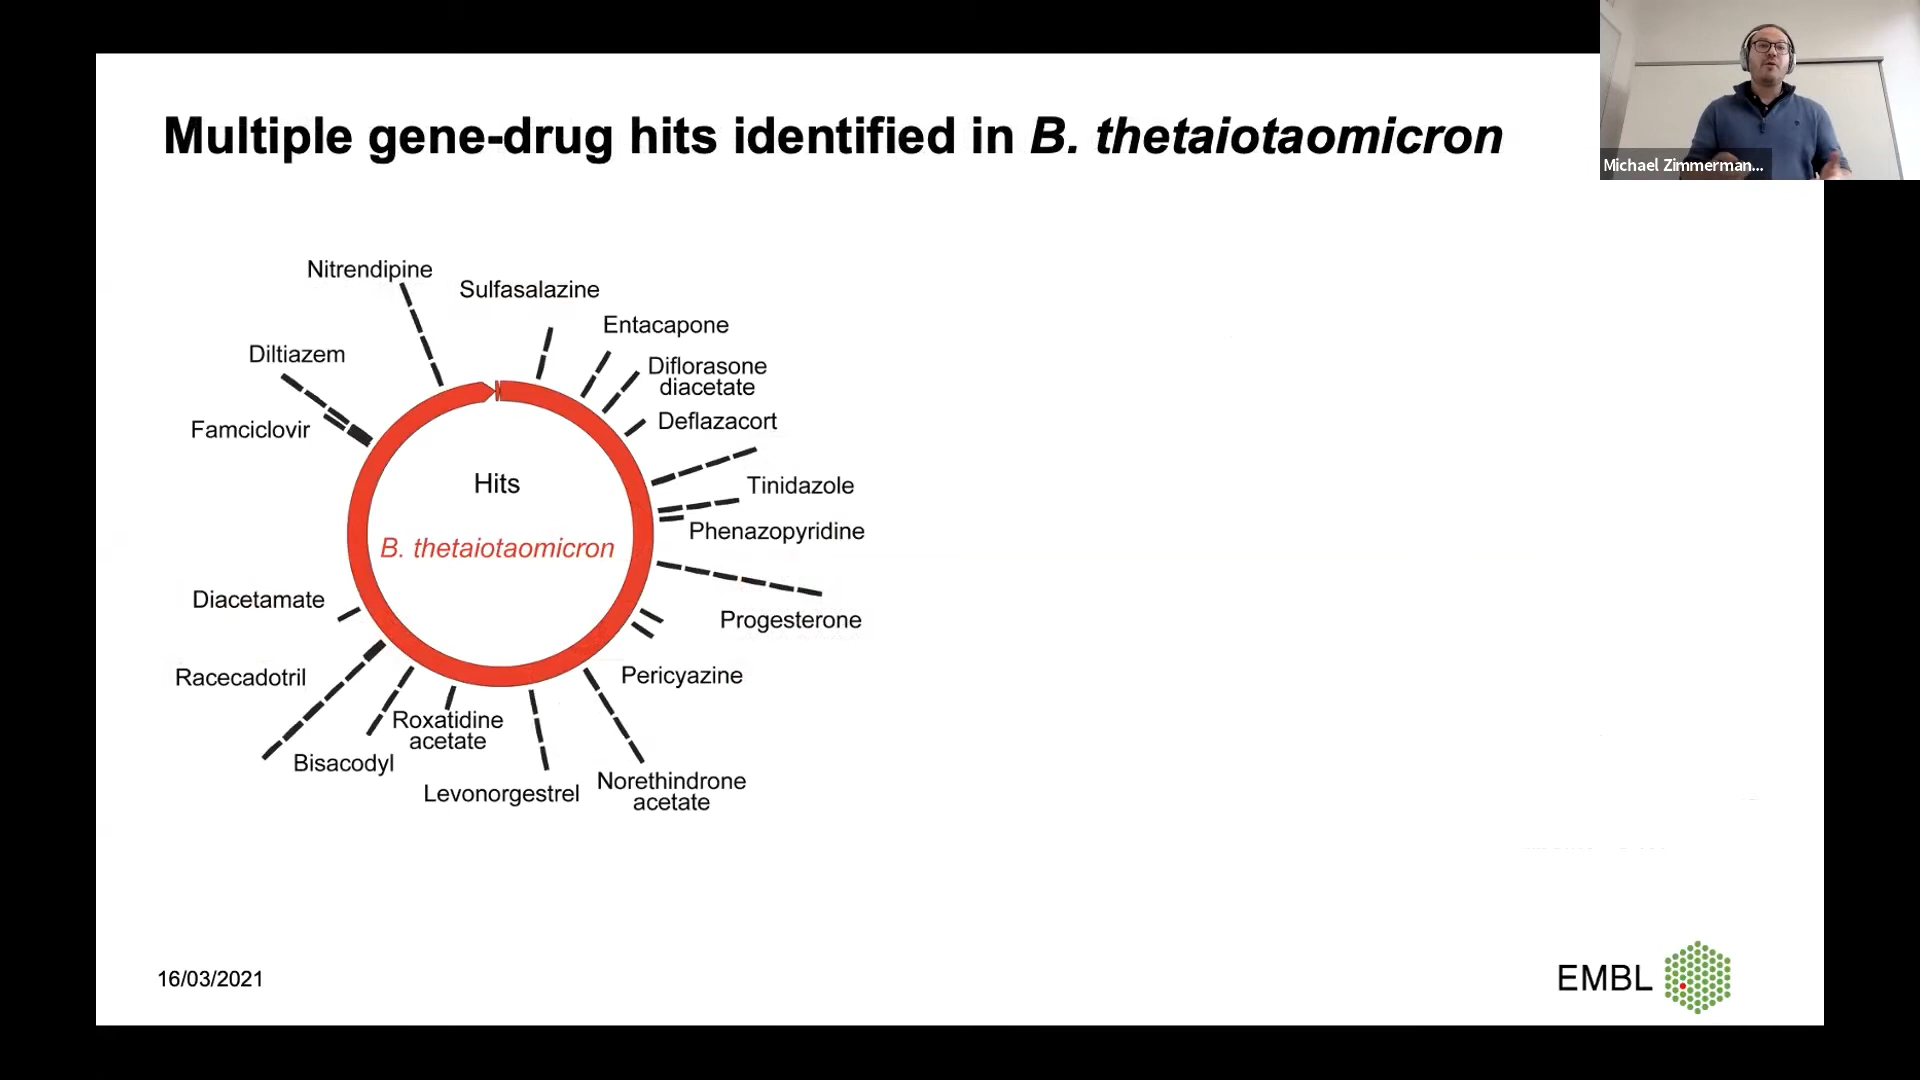 Michael Zimmerman...
Multiple gene-drug hits identified in B. thetaiotaomicron
Nitrendipine
Sulfasalazine
Entacapone
Diltiazem
Diflorasone
diacetate
Deflazacort
Famciclovir
Hits
Tinidazole
Phenazopyridine
B. thetaiotaomicron
Diacetamate
Progesterone
Racecadotril
Pericyazine
Roxatidine
acetate
Bisacodyl
Levonorgestrel
Norethindrone
acetate
16/03/2021
EMBL